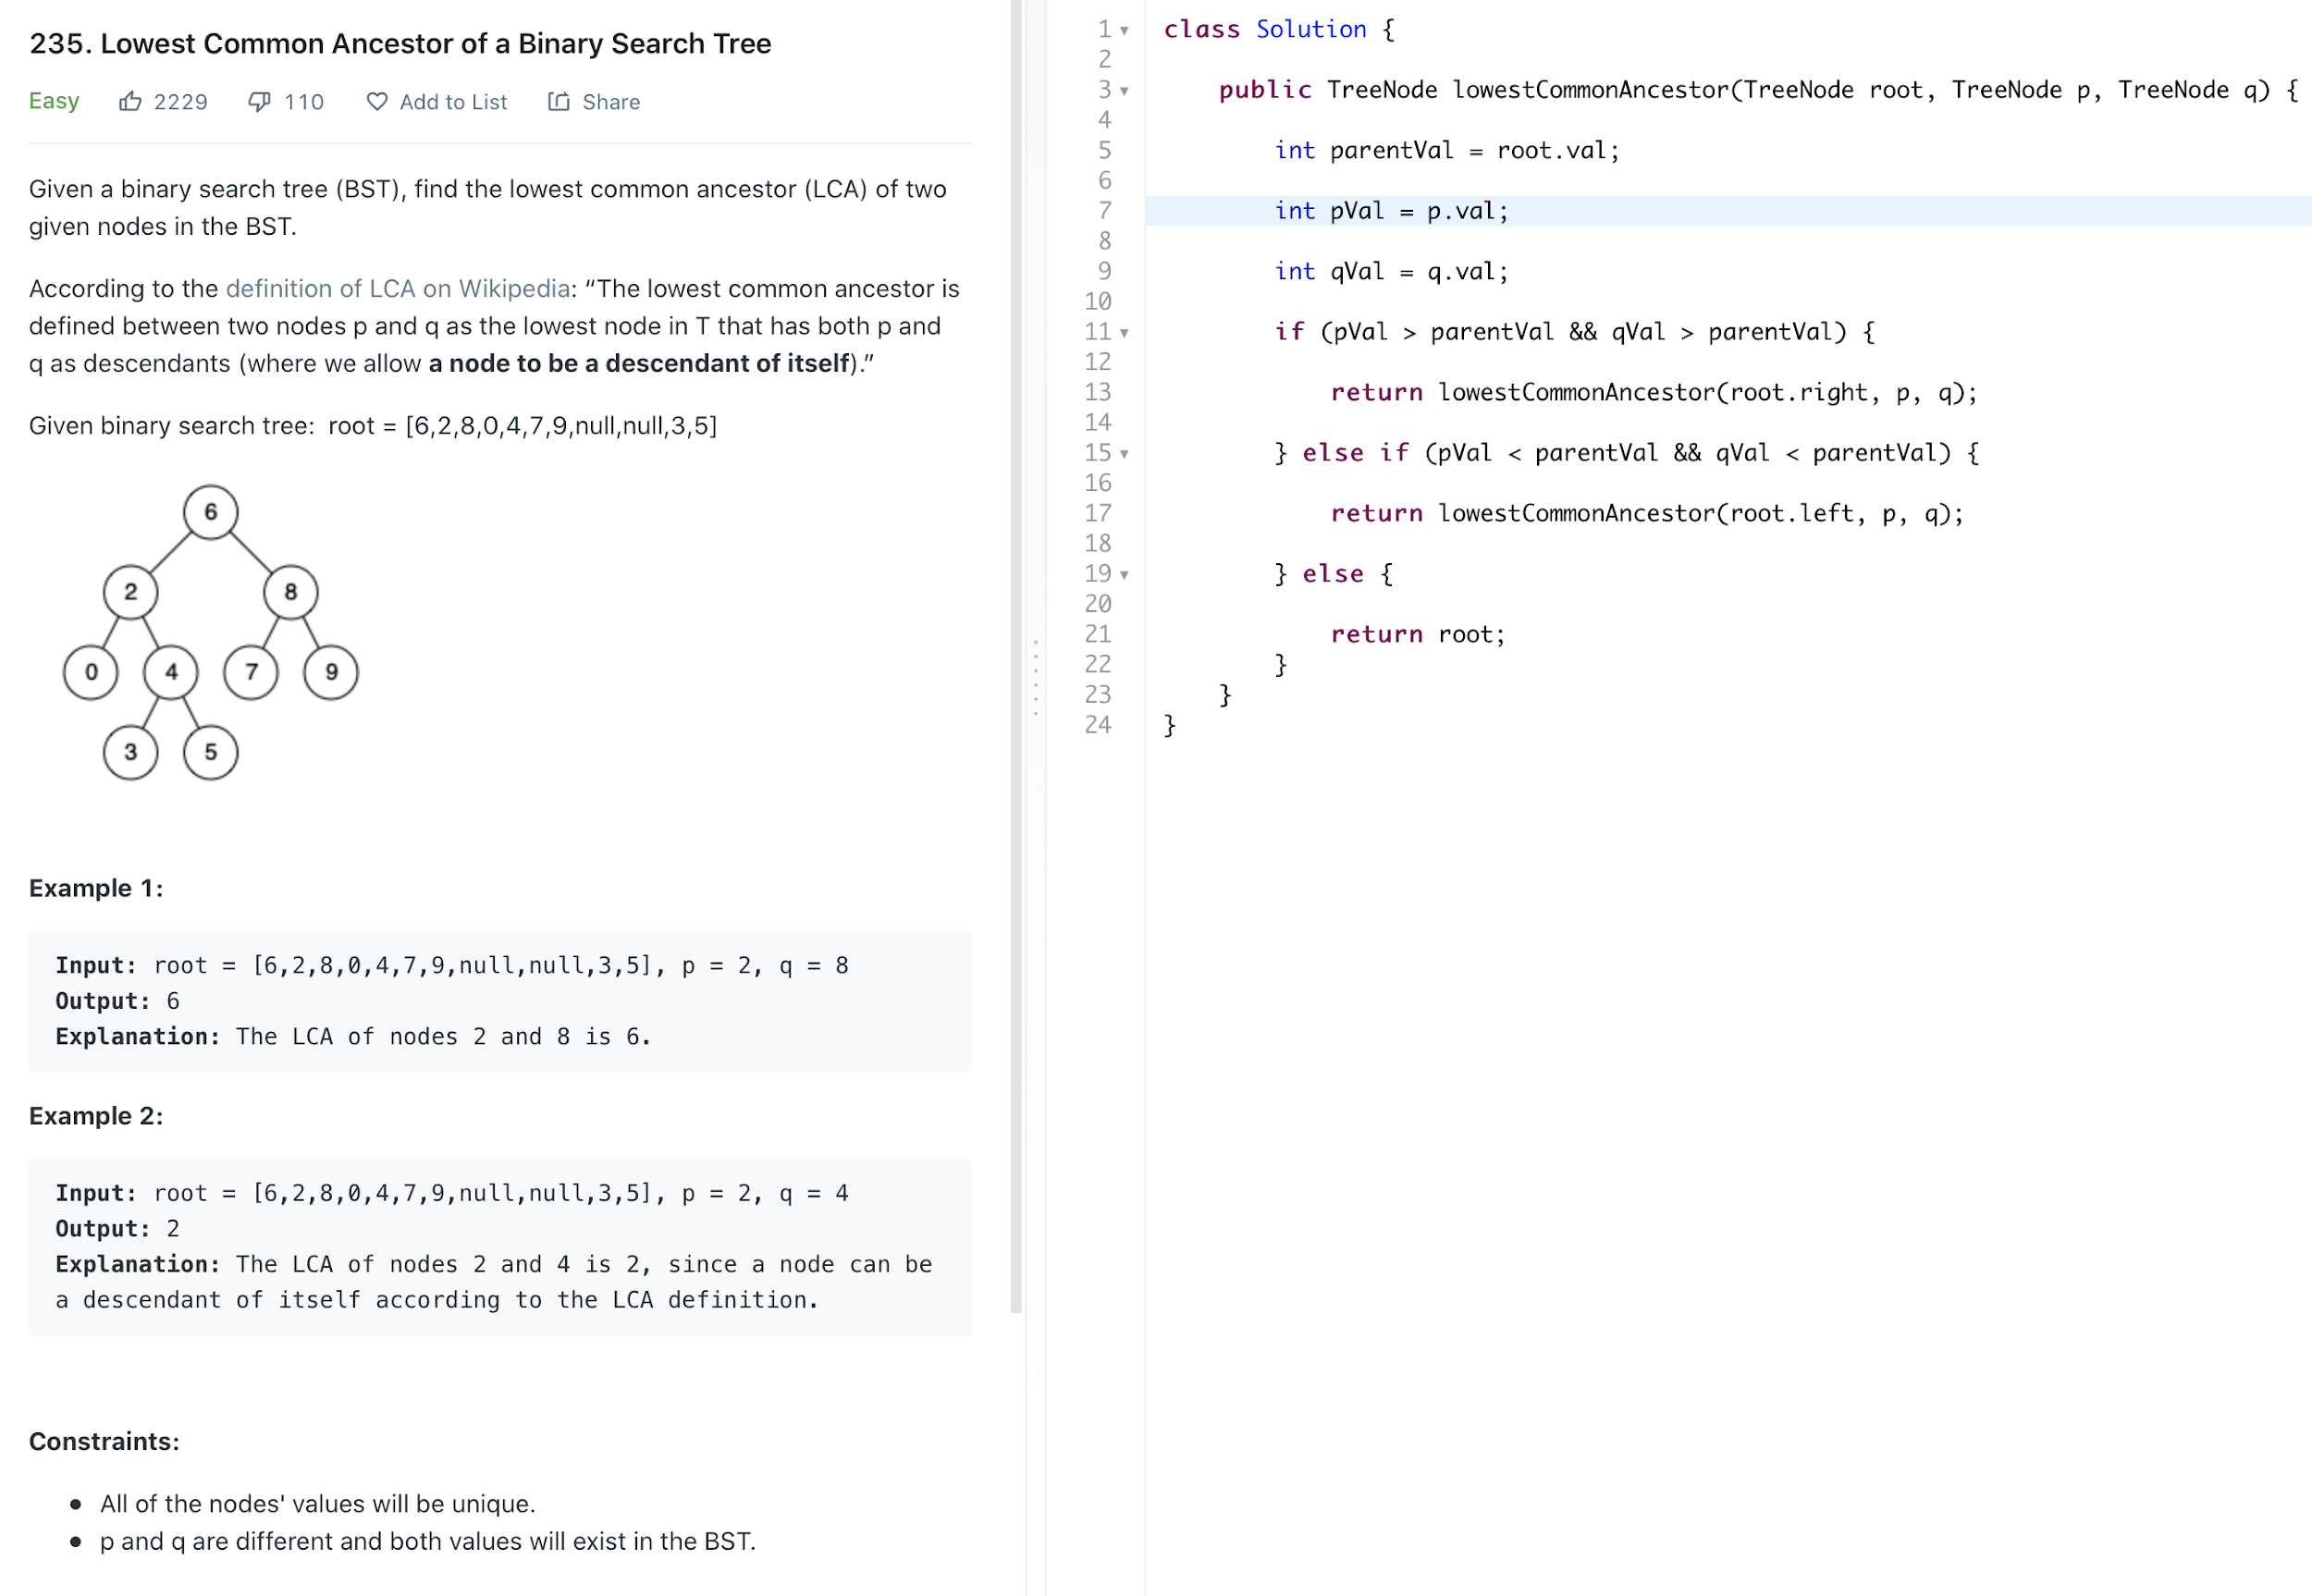 235. Lowest Common Ancestor of a Binary Search Tree
Easy 2229 110 Add to List Share
Given a binary search tree (BST), find the lowest common ancestor (LCA) of two
given nodes in the BST.
According to the definition of LCA on Wikipedia: “The lowest common ancestor is
defined between two nodes p and q as the lowest node in T that has both p and
q as descendants (where we allow a node to be a descendant of itself).”
Given binary search tree: root = [6,2,8,0,4,7,9,null,null,3,5]
6
2 8
0 4 7 9
3 5
Example 1:
Input: root = [6,2,8,0,4,7,9,null,null,3,5], p = 2, q = 8
Output: 6
Explanation: The LCA of nodes 2 and 8 is 6.
Example 2:
Input: root = [6,2,8,0,4,7,9,null,null,3,5], p = 2, q = 4
Output: 2
Explanation: The LCA of nodes 2 and 4 is 2, since a node can be
a descendant of itself according to the LCA definition.
Constraints:
• All of the nodes' values will be unique.
• p and q are different and both values will exist in the BST.
1 class Solution {
2
3 public TreeNode lowestCommonAncestor(TreeNode root, TreeNode p, TreeNode q) {
4
5 int parentVal = root.val;
6
7 int pVal = p.val;
8
9 int qVal = q.val;
10
11 if (pVal > parentVal && qVal > parentVal) {
12
13 return lowestCommonAncestor(root.right, p, q);
14
15 } else if (pVal < parentVal && qVal < parentVal) {
16
17 return lowestCommonAncestor(root.left, p, q);
18
19 } else {
20
21 return root;
22 }
23 }
24 }